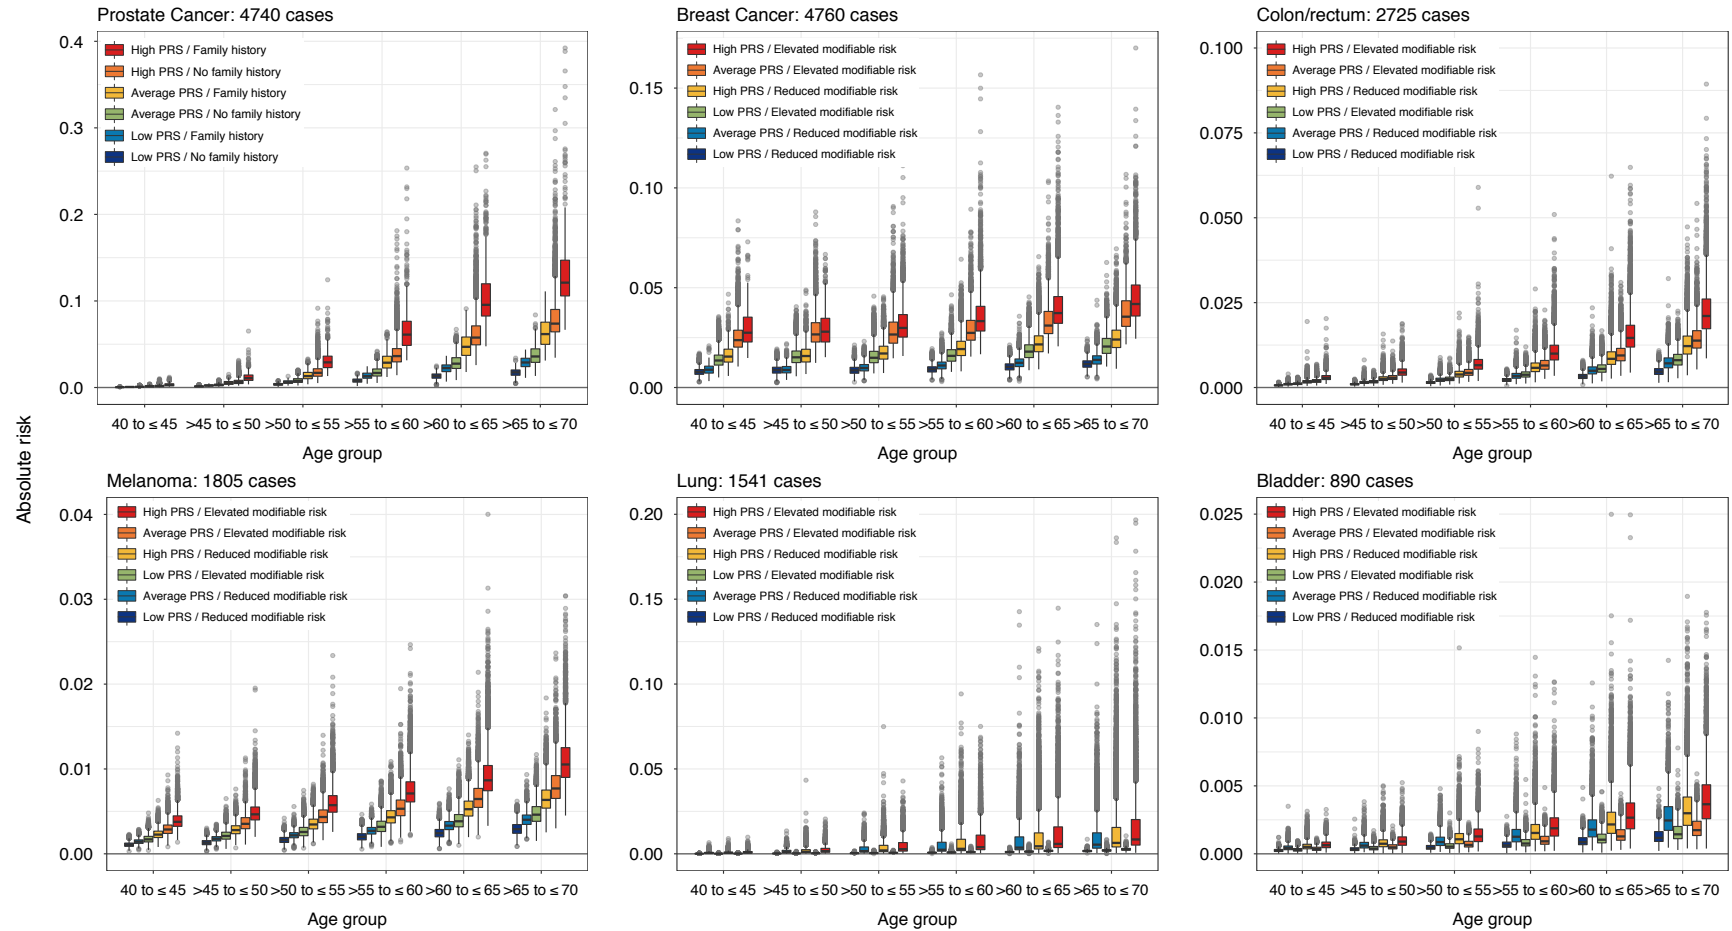 Prostate Cancer: 4740 cases
0.4
0.3
0.2
0.1
0.0
High PRS / Family history
High PRS / No family history
Average PRS / Family history
Average PRS / No family history
Low PRS / Family history
Low PRS / No family history
40 to ≤ 45 >45 to ≤ 50 >50 to ≤ 55 >55 to ≤ 60 >60 to ≤ 65 >65 to ≤ 70
Age group
Breast Cancer: 4760 cases
0.15
0.10
0.05
0.00
High PRS / Elevated modifiable risk
Average PRS / Elevated modifiable risk
High PRS / Reduced modifiable risk
Low PRS / Elevated modifiable risk
Average PRS / Reduced modifiable risk
Low PRS / Reduced modifiable risk
40 to ≤ 45 >45 to ≤ 50 >50 to ≤ 55 >55 to ≤ 60 >60 to ≤ 65 >65 to ≤ 70
Age group
Colon/rectum: 2725 cases
0.100
0.075
0.050
0.025
0.000
High PRS / Elevated modifiable risk
Average PRS / Elevated modifiable risk
High PRS / Reduced modifiable risk
Low PRS / Elevated modifiable risk
Average PRS / Reduced modifiable risk
Low PRS / Reduced modifiable risk
40 to ≤ 45 >45 to ≤ 50 >50 to ≤ 55 >55 to ≤ 60 >60 to ≤ 65 >65 to ≤ 70
Age group
Absolute risk
Melanoma: 1805 cases
0.04
0.03
0.02
0.01
0.00
High PRS / Elevated modifiable risk
Average PRS / Elevated modifiable risk
High PRS / Reduced modifiable risk
Low PRS / Elevated modifiable risk
Average PRS / Reduced modifiable risk
Low PRS / Reduced modifiable risk
40 to ≤ 45 >45 to ≤ 50 >50 to ≤ 55 >55 to ≤ 60 >60 to ≤ 65 >65 to ≤ 70
Age group
Lung: 1541 cases
0.20
0.15
0.10
0.05
0.00
High PRS / Elevated modifiable risk
Average PRS / Elevated modifiable risk
High PRS / Reduced modifiable risk
Low PRS / Elevated modifiable risk
Average PRS / Reduced modifiable risk
Low PRS / Reduced modifiable risk
40 to ≤ 45 >45 to ≤ 50 >50 to ≤ 55 >55 to ≤ 60 >60 to ≤ 65 >65 to ≤ 70
Age group
Bladder: 890 cases
0.025
0.020
0.015
0.010
0.005
0.000
High PRS / Elevated modifiable risk
Average PRS / Elevated modifiable risk
High PRS / Reduced modifiable risk
Low PRS / Elevated modifiable risk
Average PRS / Reduced modifiable risk
Low PRS / Reduced modifiable risk
40 to ≤ 45 >45 to ≤ 50 >50 to ≤ 55 >55 to ≤ 60 >60 to ≤ 65 >65 to ≤ 70
Age group